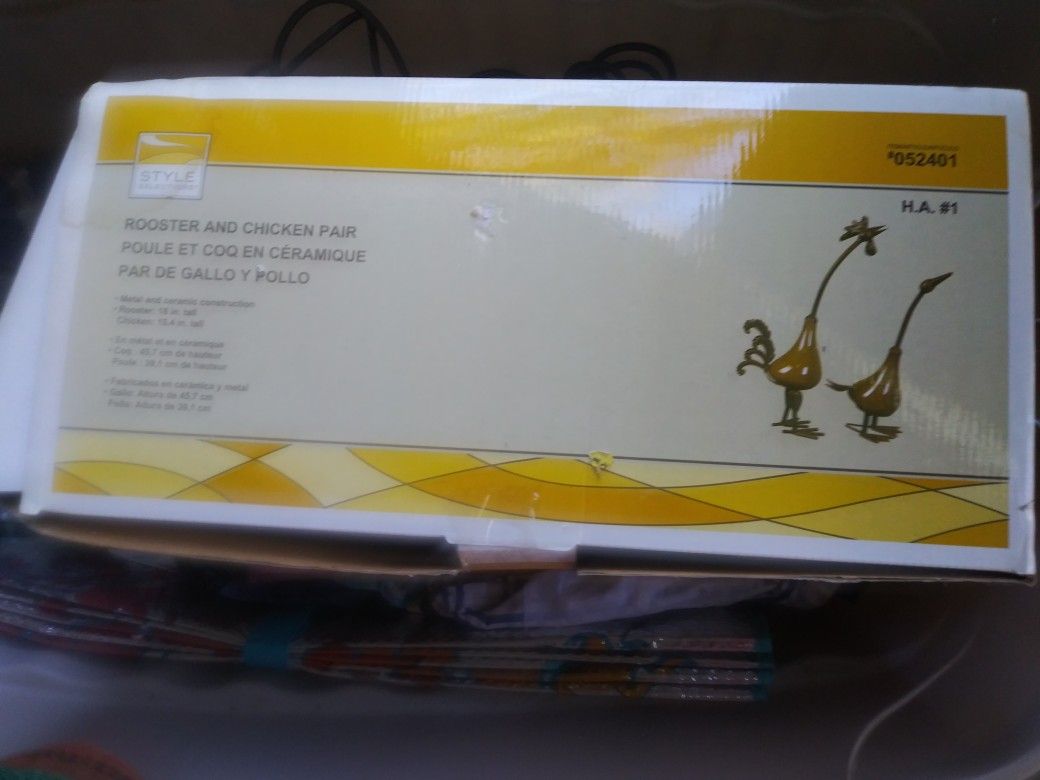 STYLE
SELECTIONS
#052401
H.A. #1
ROOSTER AND CHICKEN PAIR
POULE ET COQ EN CÉRAMIQUE
PAR DE GALLO Y POLLO
• Metal and ceramic construction
• Rooster: 18 in. tall
Chicken: 15.4 in. tall
• En métal et en céramique
• Coq : 45,7 cm de hauteur
Poule : 39,1 cm de hauteur
• Fabricados en cerámica y metal
• Gallo: Altura de 45,7 cm
Pollo: Altura de 39,1 cm